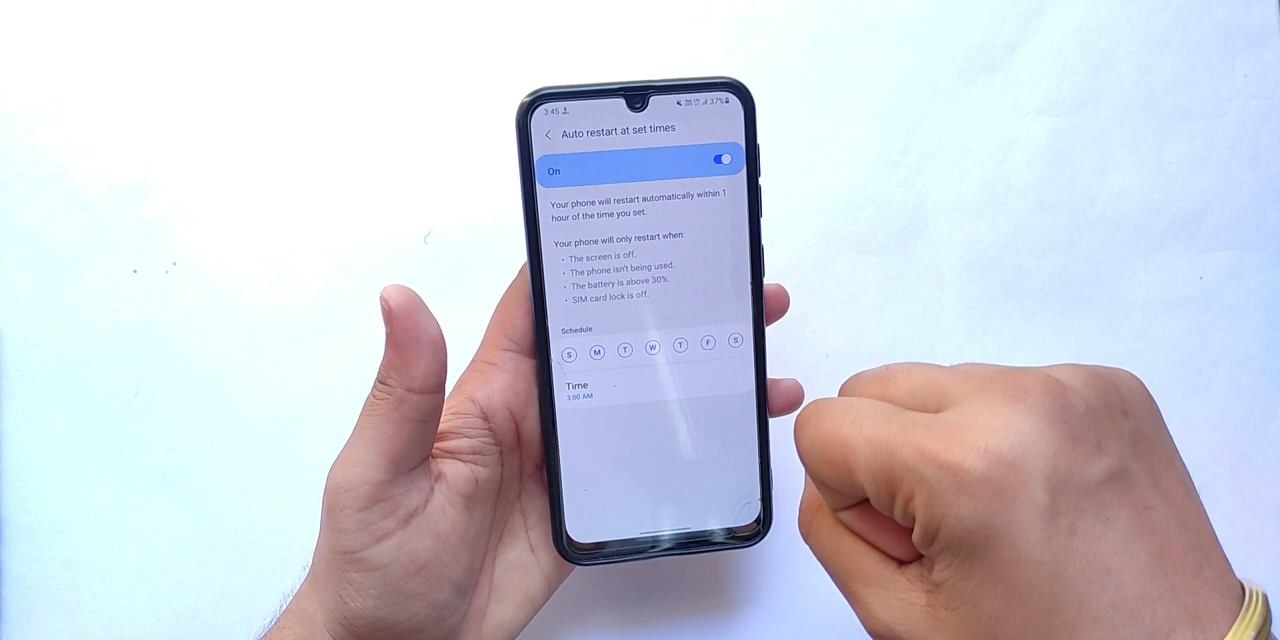 3:45 37%
Auto restart at set times
On
Your phone will restart automatically within 1
hour of the time you set.
Your phone will only restart when:
• The screen is off.
• The phone isn't being used.
• The battery is above 30%.
• SIM card lock is off.
Schedule
S M T W T F S
Time
3:00 AM